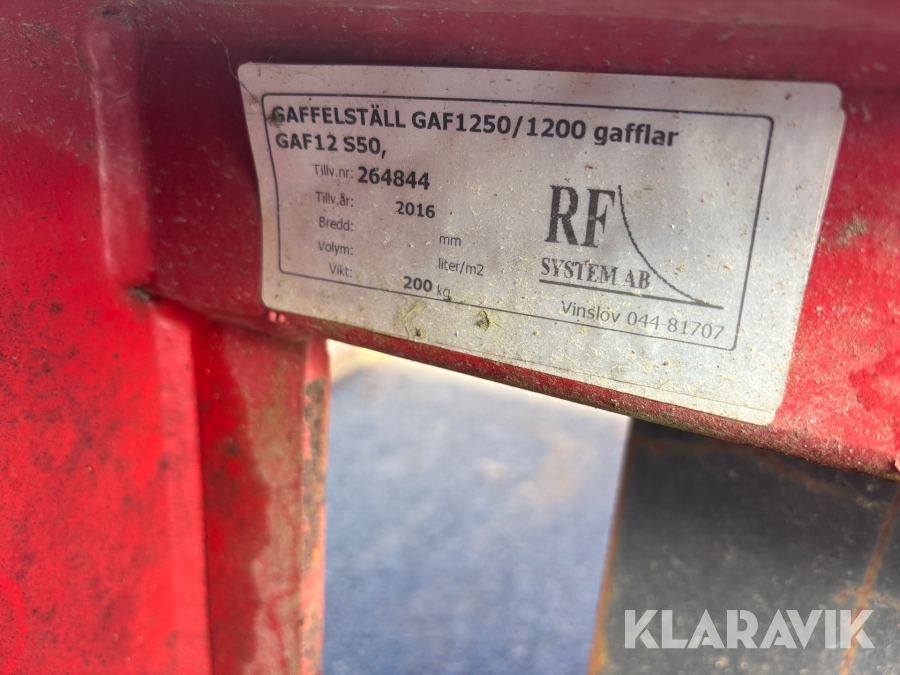 GAFFELSTÄLL GAF1250/1200 gafflar
GAF12 S50,
Tillv.nr: 264844
Tillv.år: 2016
Bredd: mm
Volym: liter/m2
Vikt: 200 kg
RF
SYSTEM AB
Vinslöv 044 81707
KLARAVIK